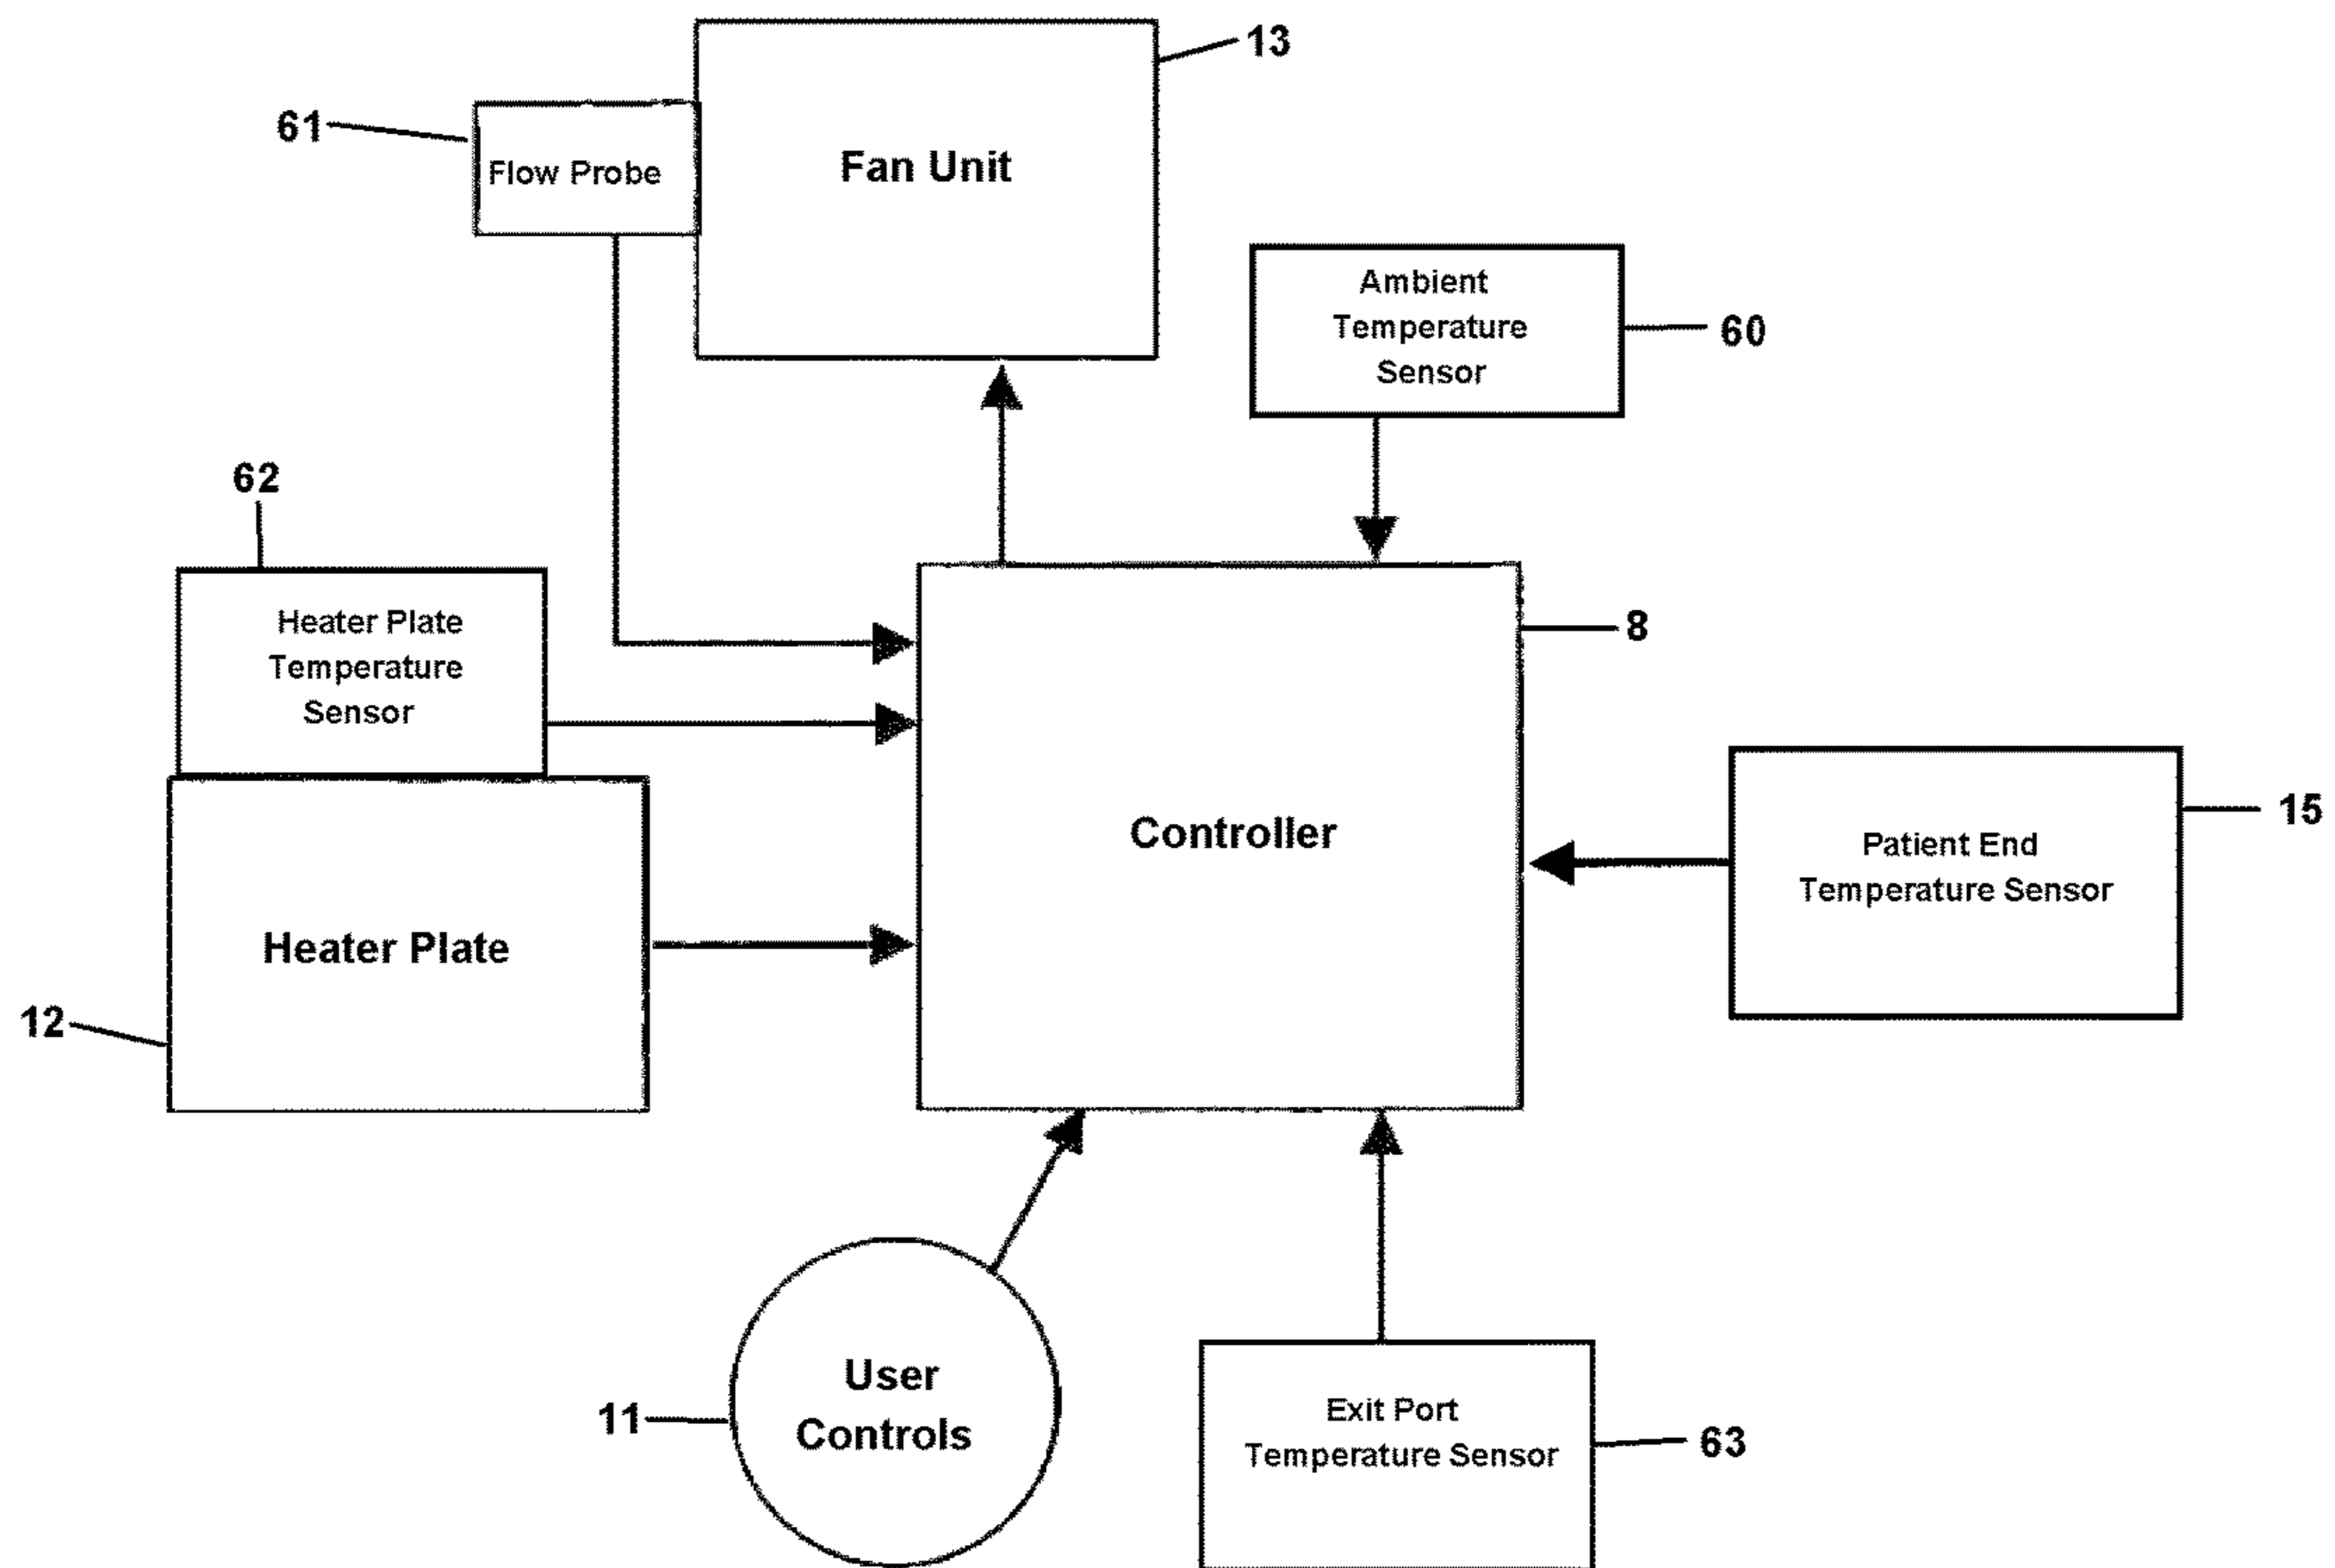 13
61
Flow Probe
Fan Unit
Ambient
Temperature
Sensor
60
62
Heater Plate
Temperature
Sensor
8
Controller
15
Patient End
Temperature Sensor
Heater Plate
12
User
Controls
11
Exit Port
Temperature Sensor
63